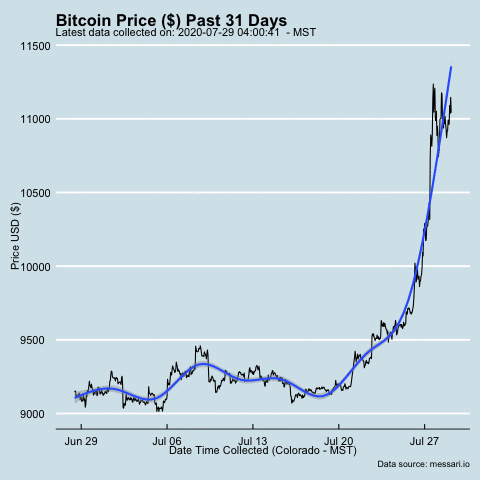 Bitcoin Price ($) Past 31 Days
Latest data collected on: 2020-07-29 04:00:41  - MST
11500
11000
10500
10000
9500
9000
Price USD ($)
Jun 29
Jul 06
Jul 13
Jul 20
Jul 27
Date Time Collected (Colorado - MST)
Data source: messari.io